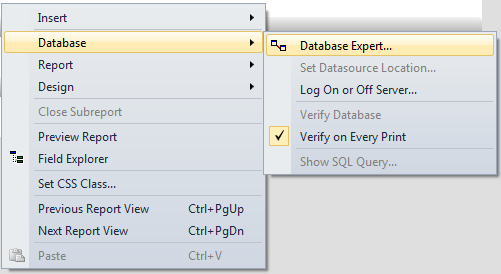 Insert
Database
Report
Design
Close Subreport
Preview Report
Field Explorer
Set CSS Class...
Previous Report View Ctrl+PgUp
Next Report View Ctrl+PgDn
Paste Ctrl+V
Database Expert...
Set Datasource Location...
Log On or Off Server...
Verify Database
Verify on Every Print
Show SQL Query...